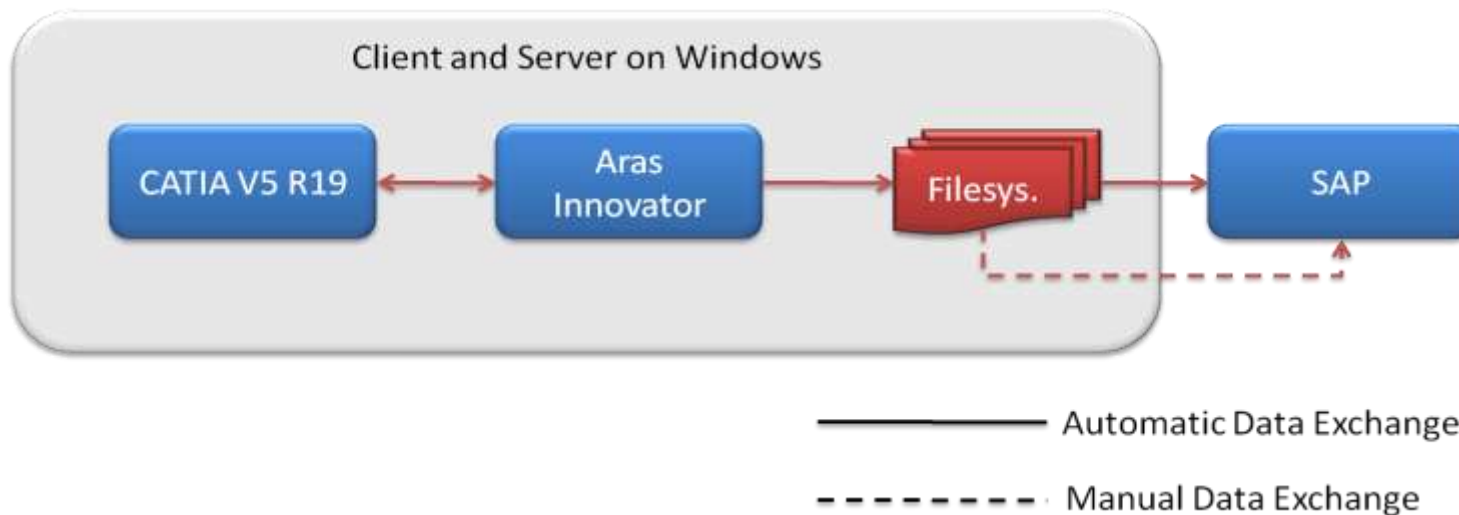 Client and Server on Windows
CATIA V5 R19
Aras
Innovator
Filesys.
SAP
Automatic Data Exchange
Manual Data Exchange